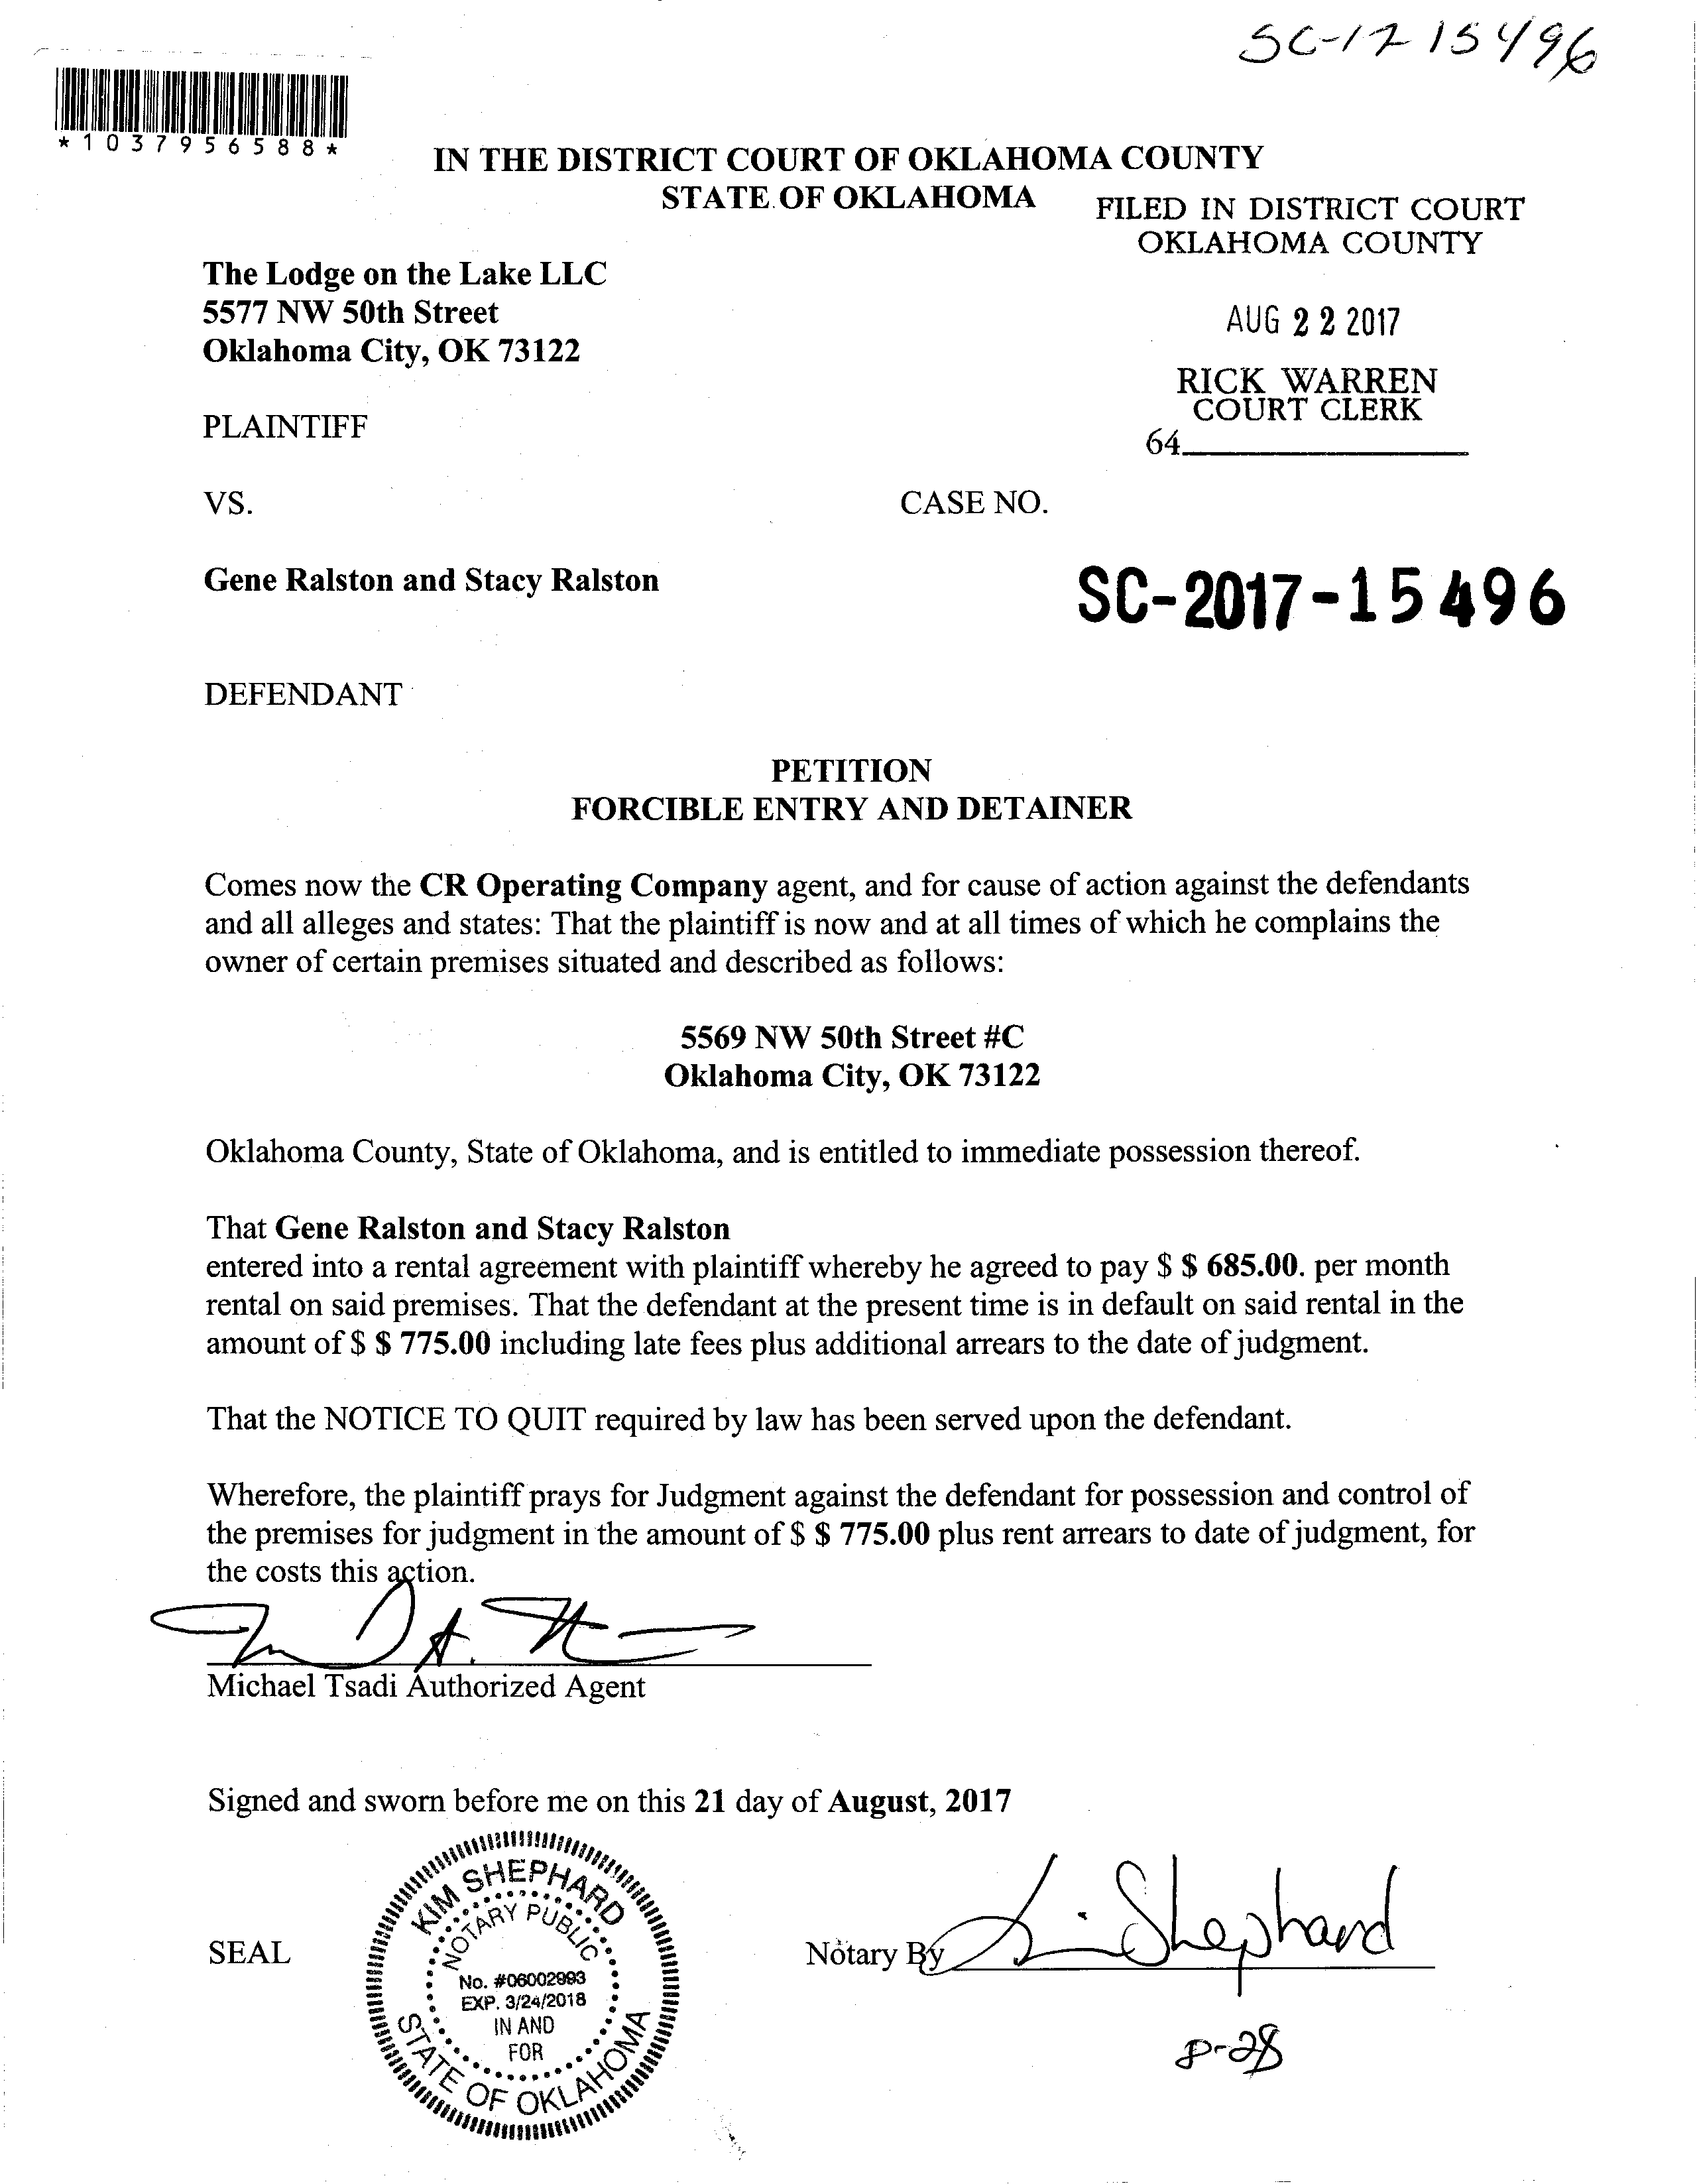 SC-17 15496
*1037956588*
IN THE DISTRICT COURT OF OKLAHOMA COUNTY
STATE OF OKLAHOMA
FILED IN DISTRICT COURT
OKLAHOMA COUNTY
The Lodge on the Lake LLC
5577 NW 50th Street
Oklahoma City, OK 73122
AUG 22 2017
RICK WARREN
COURT CLERK
64
PLAINTIFF
VS.
CASE NO.
Gene Ralston and Stacy Ralston
SC-2017-15496
DEFENDANT
PETITION
FORCIBLE ENTRY AND DETAINER
Comes now the CR Operating Company agent, and for cause of action against the defendants
and all alleges and states: That the plaintiff is now and at all times of which he complains the
owner of certain premises situated and described as follows:
5569 NW 50th Street #C
Oklahoma City, OK 73122
Oklahoma County, State of Oklahoma, and is entitled to immediate possession thereof.
That Gene Ralston and Stacy Ralston
entered into a rental agreement with plaintiff whereby he agreed to pay $ $ 685.00. per month
rental on said premises. That the defendant at the present time is in default on said rental in the
amount of $ $ 775.00 including late fees plus additional arrears to the date of judgment.
That the NOTICE TO QUIT required by law has been served upon the defendant.
Wherefore, the plaintiff prays for Judgment against the defendant for possession and control of
the premises for judgment in the amount of $ $ 775.00 plus rent arrears to date of judgment, for
the costs this action.
Michael Tsadi Authorized Agent
Signed and sworn before me on this 21 day of August, 2017
SEAL
KIM SHEPHARD
NOTARY PUBLIC
No. #06002993
EXP. 3/24/2018
IN AND
FOR
STATE OF OKLAHOMA
Notary By Kim Shephard
8-28